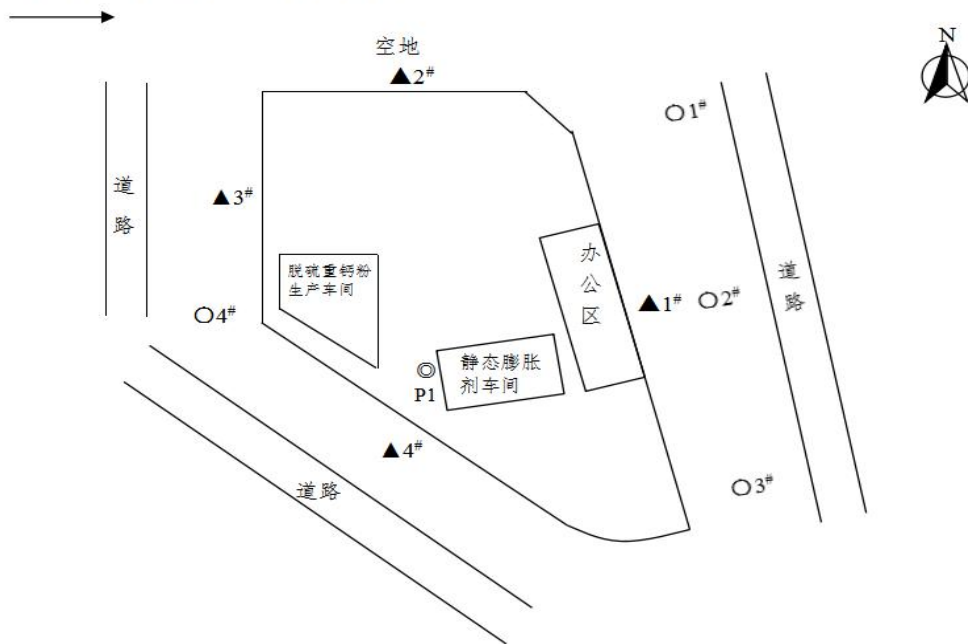 空地
N
▲2#
○1#
道
路
▲3#
办
公
区
脱硫重钙粉
生产车间
道
路
▲1#
○2#
○4#
静态膨胀
剂车间
◎
P1
▲4#
道路
○3#